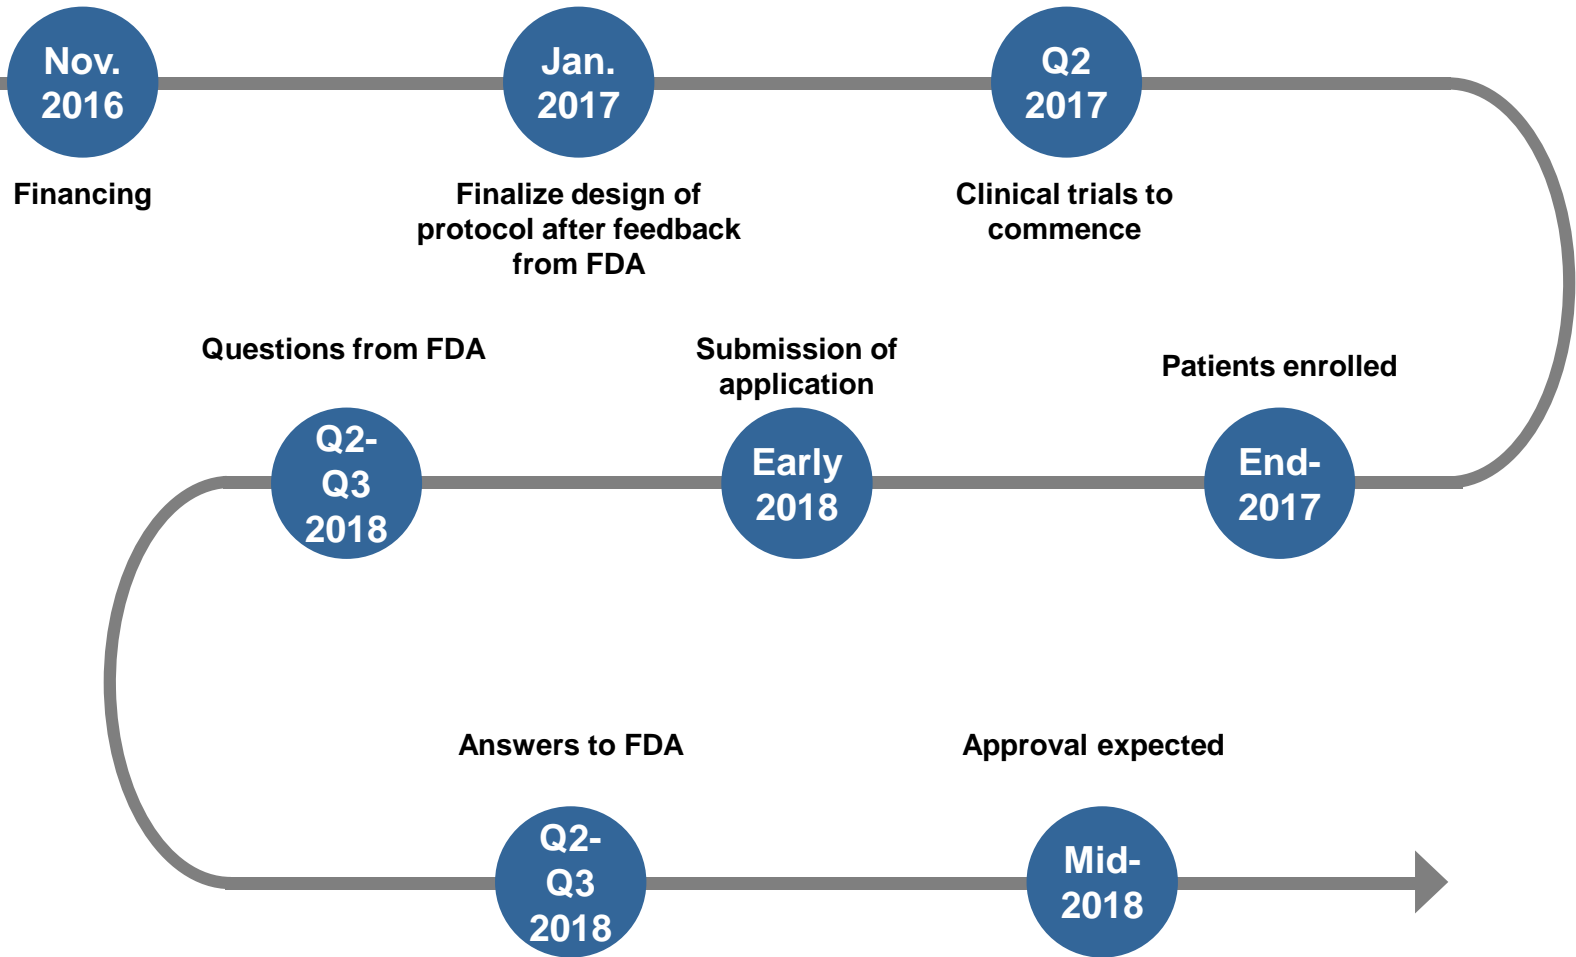 Nov.
2016
Financing
Jan.
2017
Finalize design of
protocol after feedback
from FDA
Q2
2017
Clinical trials to
commence
Patients enrolled
End-
2017
Submission of
application
Early
2018
Questions from FDA
Q2-
Q3
2018
Answers to FDA
Q2-
Q3
2018
Approval expected
Mid-
2018